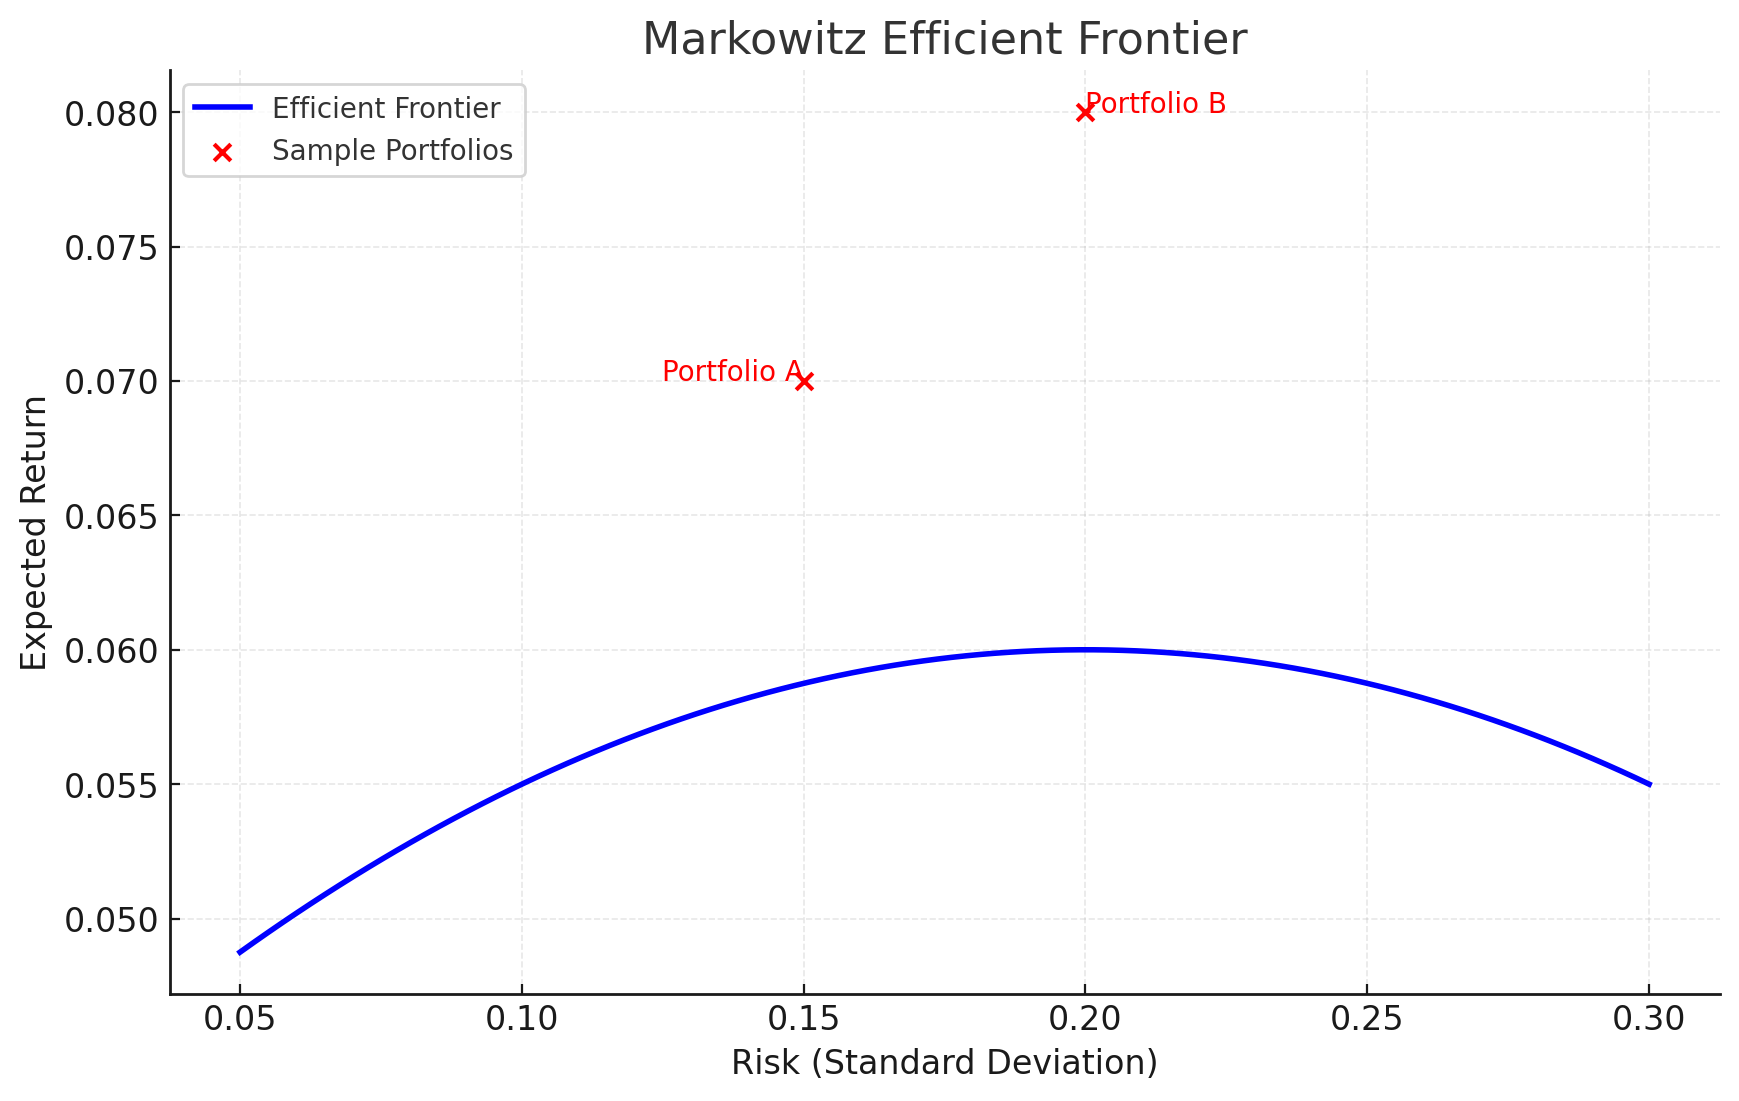 Markowitz Efficient Frontier
Efficient Frontier
Sample Portfolios
Portfolio B
Portfolio A
Expected Return
0.080
0.075
0.070
0.065
0.060
0.055
0.050
0.05 0.10 0.15 0.20 0.25 0.30
Risk (Standard Deviation)